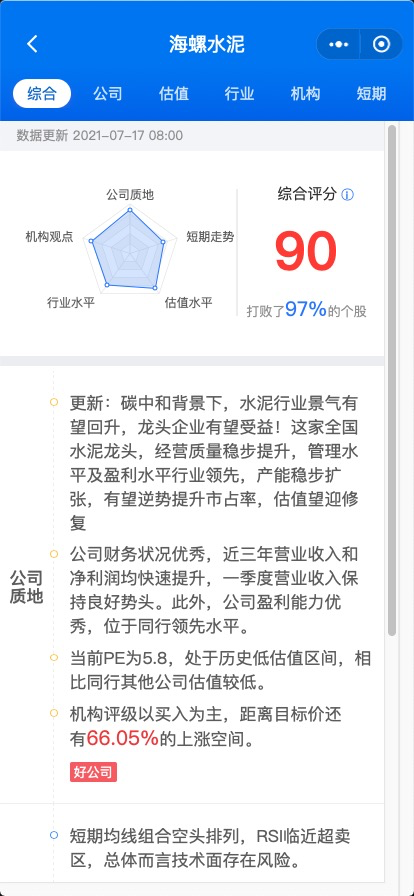 海螺水泥
综合 公司 估值 行业 机构 短期
数据更新 2021-07-17 08:00
公司质地
机构观点
短期走势
行业水平
估值水平
综合评分
90
打败了97%的个股
公司
质地
更新：碳中和背景下，水泥行业景气有
望回升，龙头企业有望受益！这家全国
水泥龙头，经营质量稳步提升，管理水
平及盈利水平行业领先，产能稳步扩
张，有望逆势提升市占率，估值望迎修
复
公司财务状况优秀，近三年营业收入和
净利润均快速提升，一季度营业收入保
持良好势头。此外，公司盈利能力优
秀，位于同行领先水平。
当前PE为5.8，处于历史低估值区间，相
比同行其他公司估值较低。
机构评级以买入为主，距离目标价还
有66.05%的上涨空间。
好公司
短期均线组合空头排列，RSI临近超卖
区，总体而言技术面存在风险。